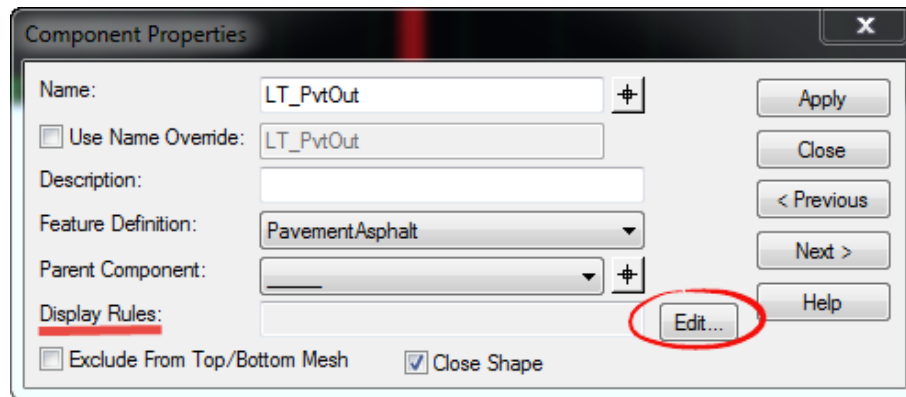 Component Properties
Name: LT_PvtOut
Apply
Use Name Override: LT_PvtOut
Close
Description:
< Previous
Feature Definition: PavementAsphalt
Next >
Parent Component:
Help
Display Rules: Edit...
Exclude From Top/Bottom Mesh Close Shape